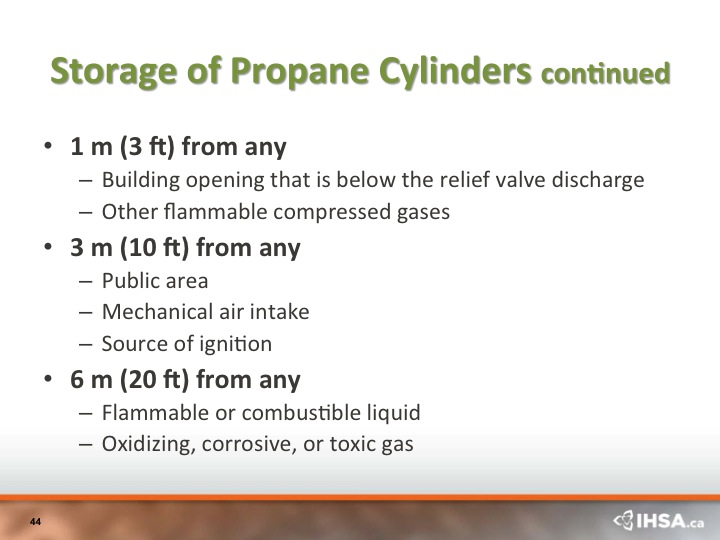 Storage of Propane Cylinders continued
• 1 m (3 ft) from any
– Building opening that is below the relief valve discharge
– Other flammable compressed gases
• 3 m (10 ft) from any
– Public area
– Mechanical air intake
– Source of ignition
• 6 m (20 ft) from any
– Flammable or combustible liquid
– Oxidizing, corrosive, or toxic gas
44
IHSA.ca